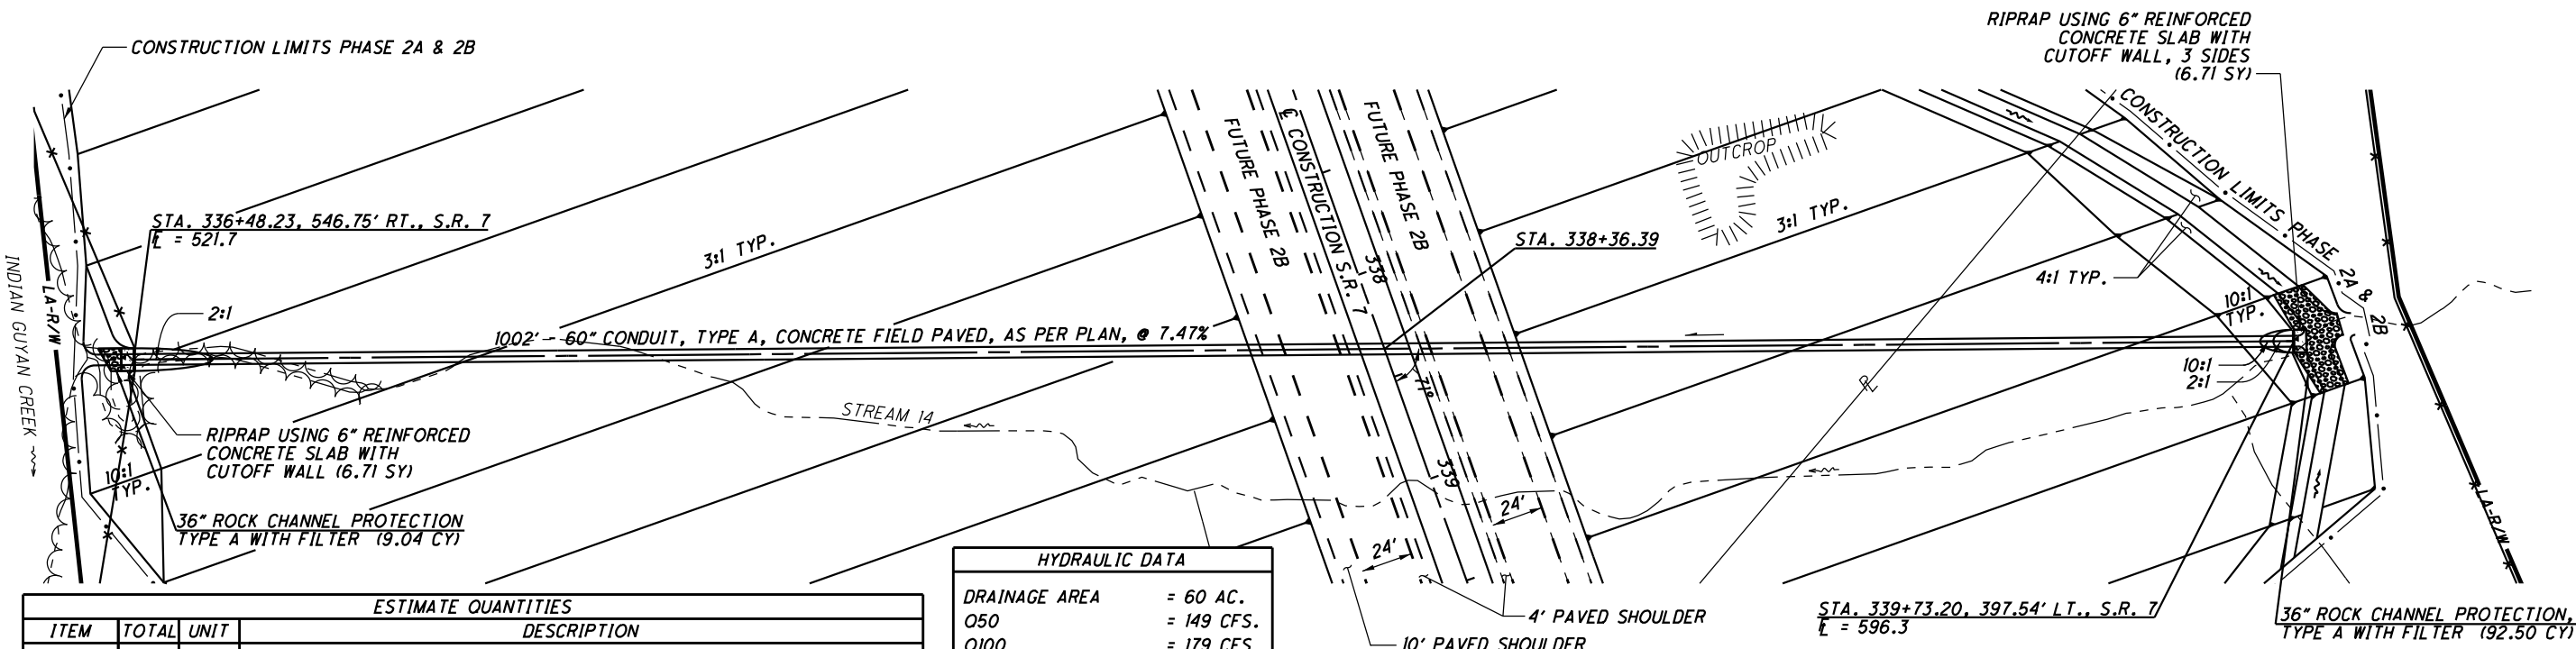 CONSTRUCTION LIMITS PHASE 2A & 2B
RIPRAP USING 6" REINFORCED
CONCRETE SLAB WITH
CUTOFF WALL, 3 SIDES
(6.71 SY)
STA. 336+48.23, 546.75' RT., S.R. 7
FL = 521.7
INDIAN GUYAN CREEK
LA-R/W
2:1
3:1 TYP.
1002' - 60" CONDUIT, TYPE A, CONCRETE FIELD PAVED, AS PER PLAN, @ 7.47%
FUTURE PHASE 2B
℄ CONSTRUCTION S.R. 7
FUTURE PHASE 2B
338
339
71°
STA. 338+36.39
OUTCROP
3:1 TYP.
CONSTRUCTION LIMITS PHASE 2A & 2B
4:1 TYP.
10:1
TYP.
10:1
2:1
PL
STREAM 14
RIPRAP USING 6" REINFORCED
CONCRETE SLAB WITH
CUTOFF WALL (6.71 SY)
10:1
TYP.
36" ROCK CHANNEL PROTECTION
TYPE A WITH FILTER (9.04 CY)
24'
24'
4' PAVED SHOULDER
10' PAVED SHOULDER
STA. 339+73.20, 397.54' LT., S.R. 7
FL = 596.3
LA-R/W
36" ROCK CHANNEL PROTECTION,
TYPE A WITH FILTER (92.50 CY)
ESTIMATE QUANTITIES
ITEM TOTAL UNIT DESCRIPTION
HYDRAULIC DATA
DRAINAGE AREA = 60 AC.
Q50 = 149 CFS.
Q100 = 179 CFS